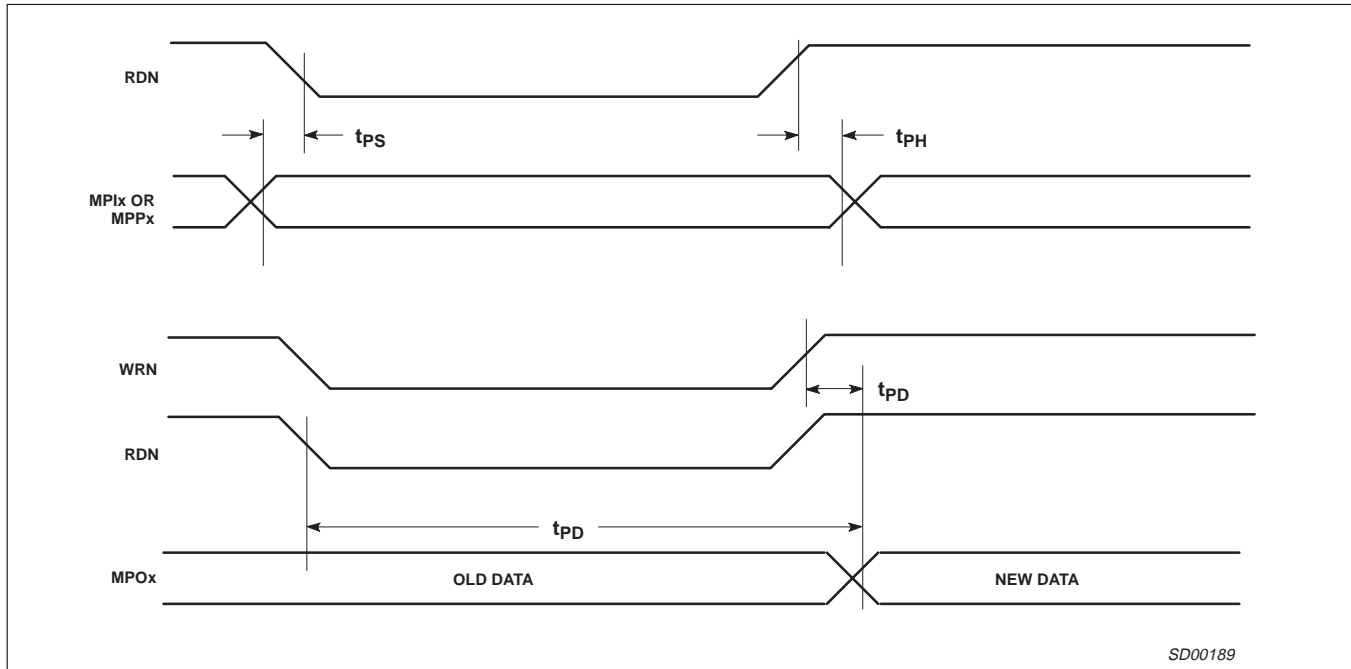 RDN
tPS
tPH
MPIx OR
MPPx
WRN
tPD
RDN
tPD
MPOx
OLD DATA
NEW DATA
SD00189